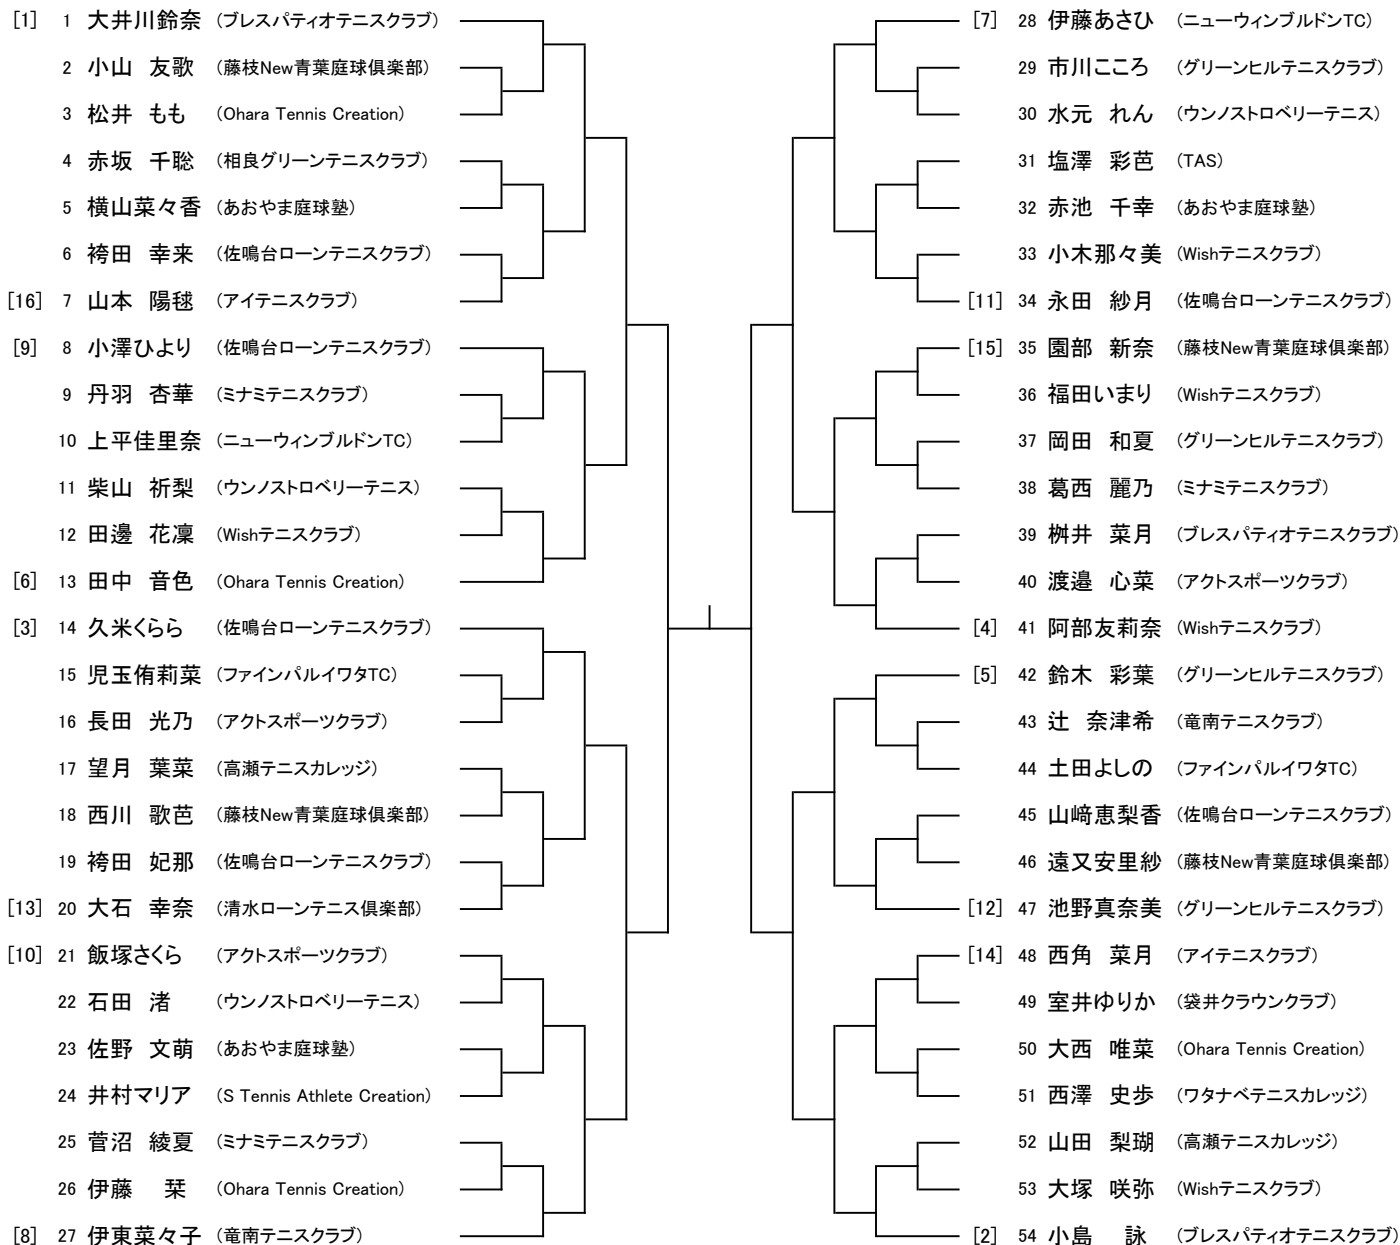 [1] 1 大井川鈴奈 （ブレスパティオテニスクラブ）
2 小山 友歌 （藤枝New青葉庭球倶楽部）
3 松井 もも （Ohara Tennis Creation）
4 赤坂 千聡 （相良グリーンテニスクラブ）
5 横山菜々香 （あおやま庭球塾）
6 袴田 幸来 （佐鳴台ローンテニスクラブ）
[16] 7 山本 陽毬 （アイテニスクラブ）
[9] 8 小澤ひより （佐鳴台ローンテニスクラブ）
9 丹羽 杏華 （ミナミテニスクラブ）
10 上平佳里奈 （ニューウィンブルドンTC）
11 柴山 祈梨 （ウンノストロベリーテニス）
12 田邊 花凜 （Wishテニスクラブ）
[6] 13 田中 音色 （Ohara Tennis Creation）
[3] 14 久米くらら （佐鳴台ローンテニスクラブ）
15 児玉侑莉菜 （ファインパルイワタTC）
16 長田 光乃 （アクトスポーツクラブ）
17 望月 葉菜 （高瀬テニスカレッジ）
18 西川 歌芭 （藤枝New青葉庭球倶楽部）
19 袴田 妃那 （佐鳴台ローンテニスクラブ）
[13] 20 大石 幸奈 （清水ローンテニス倶楽部）
[10] 21 飯塚さくら （アクトスポーツクラブ）
22 石田 渚 （ウンノストロベリーテニス）
23 佐野 文萌 （あおやま庭球塾）
24 井村マリア （S Tennis Athlete Creation）
25 菅沼 綾夏 （ミナミテニスクラブ）
26 伊藤 栞 （Ohara Tennis Creation）
[8] 27 伊東菜々子 （竜南テニスクラブ）
[7] 28 伊藤あさひ （ニューウィンブルドンTC）
29 市川こころ （グリーンヒルテニスクラブ）
30 水元 れん （ウンノストロベリーテニス）
31 塩澤 彩芭 （TAS）
32 赤池 千幸 （あおやま庭球塾）
33 小木那々美 （Wishテニスクラブ）
[11] 34 永田 紗月 （佐鳴台ローンテニスクラブ）
[15] 35 園部 新奈 （藤枝New青葉庭球倶楽部）
36 福田いまり （Wishテニスクラブ）
37 岡田 和夏 （グリーンヒルテニスクラブ）
38 葛西 麗乃 （ミナミテニスクラブ）
39 桝井 菜月 （ブレスパティオテニスクラブ）
40 渡邉 心菜 （アクトスポーツクラブ）
[4] 41 阿部友莉奈 （Wishテニスクラブ）
[5] 42 鈴木 彩葉 （グリーンヒルテニスクラブ）
43 辻 奈津希 （竜南テニスクラブ）
44 土田よしの （ファインパルイワタTC）
45 山﨑恵梨香 （佐鳴台ローンテニスクラブ）
46 遠又安里紗 （藤枝New青葉庭球倶楽部）
[12] 47 池野真奈美 （グリーンヒルテニスクラブ）
[14] 48 西角 菜月 （アイテニスクラブ）
49 室井ゆりか （袋井クラウンクラブ）
50 大西 唯菜 （Ohara Tennis Creation）
51 西澤 史歩 （ワタナベテニスカレッジ）
52 山田 梨瑚 （高瀬テニスカレッジ）
53 大塚 咲弥 （Wishテニスクラブ）
[2] 54 小島 詠 （ブレスパティオテニスクラブ）